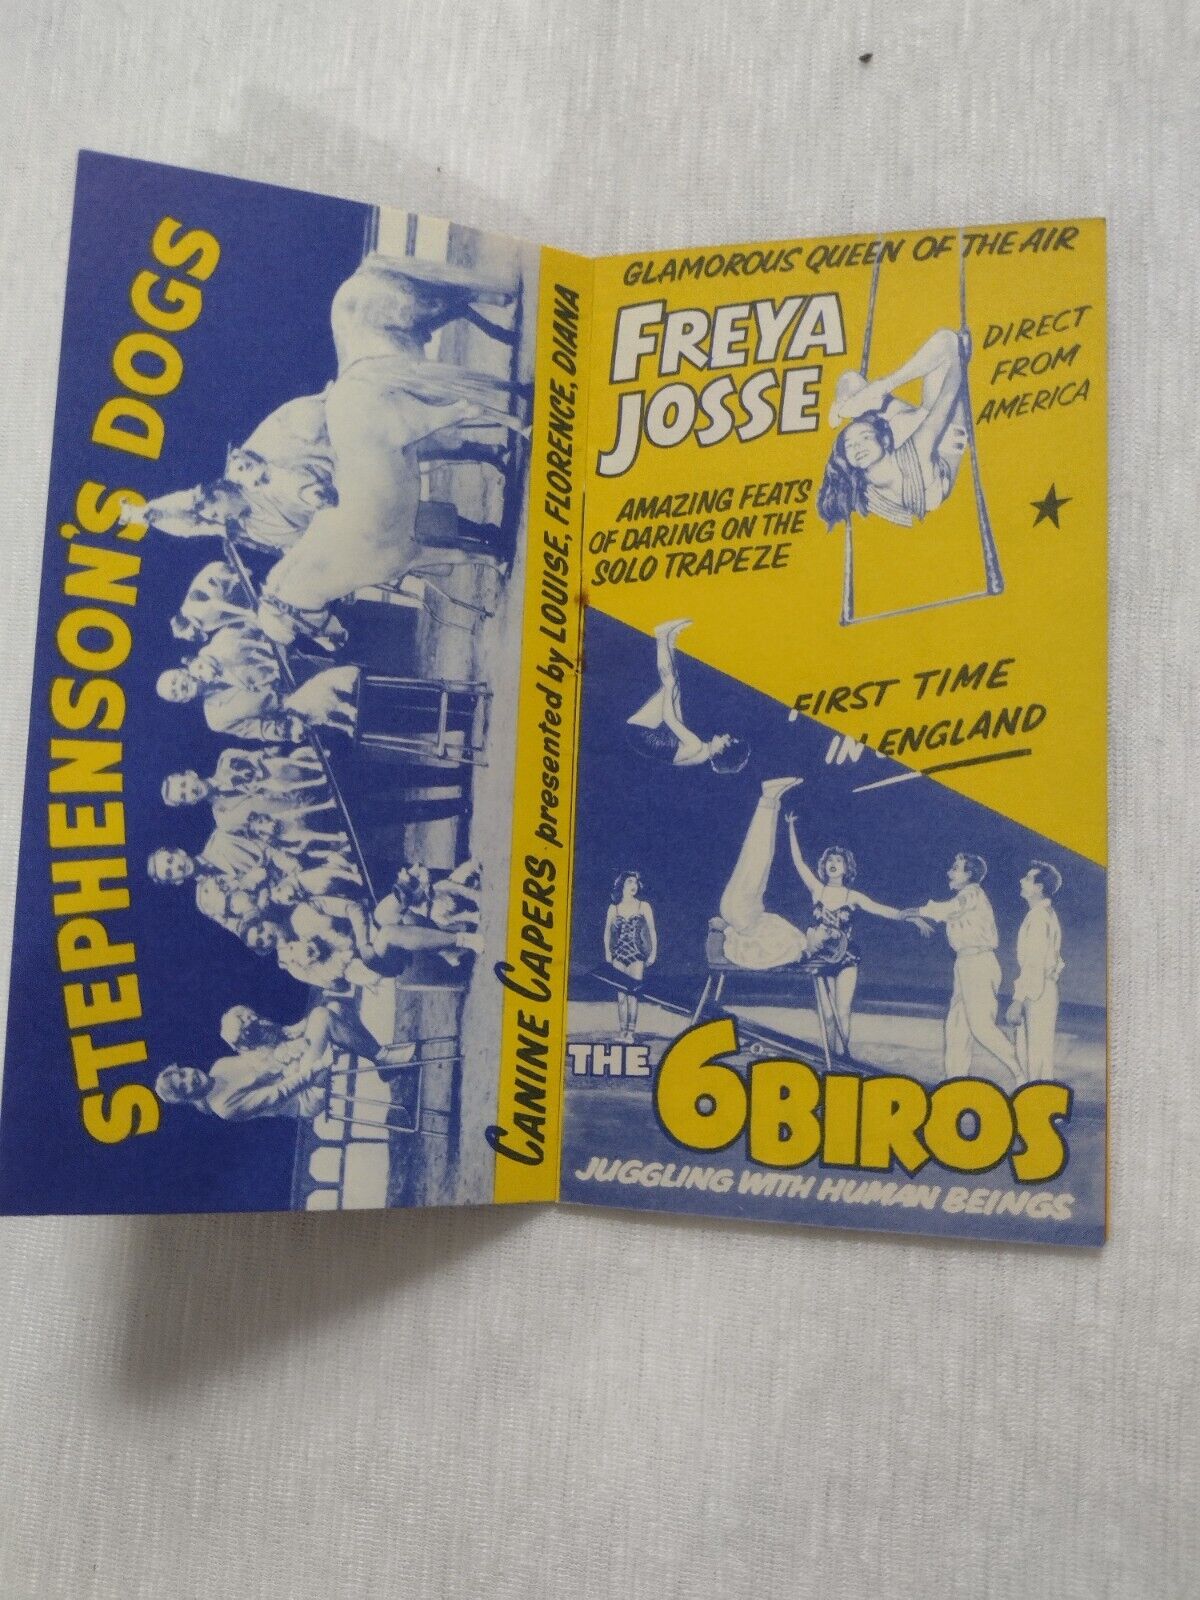 STEPHENSON'S DOGS
CANINE CAPERS presented by LOUISE, FLORENCE, DIANA
GLAMOROUS QUEEN OF THE AIR
FREYA
JOSSE
DIRECT
FROM
AMERICA
AMAZING FEATS
OF DARING ON THE
SOLO TRAPEZE
FIRST TIME
IN ENGLAND
THE 6 BIROS
JUGGLING WITH HUMAN BEINGS